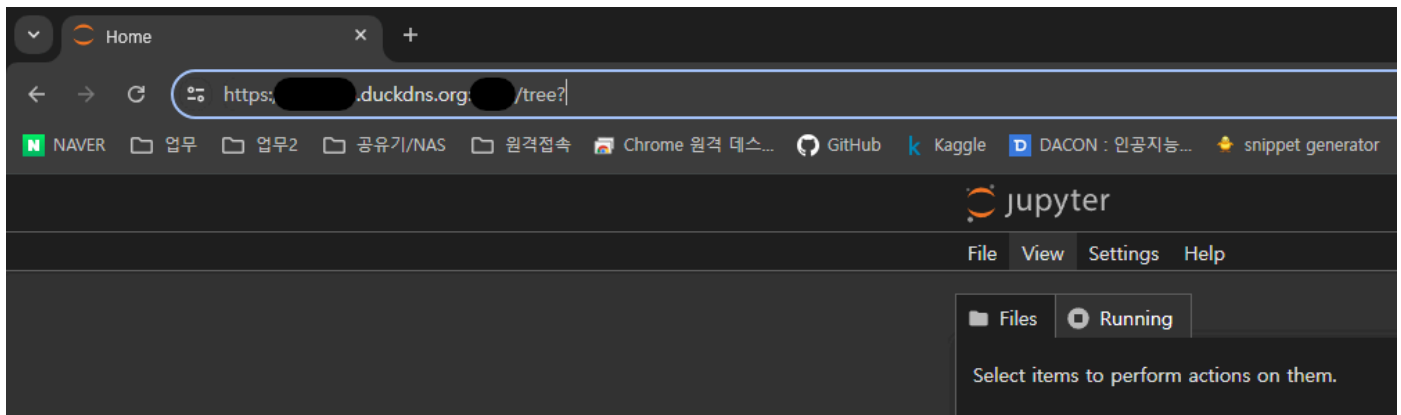 Home
https:/ .duckdns.org: /tree?
NAVER 업무 업무2 공유기/NAS 원격접속 Chrome 원격 데스... GitHub Kaggle DACON : 인공지능... snippet generator
jupyter
File View Settings Help
Files Running
Select items to perform actions on them.